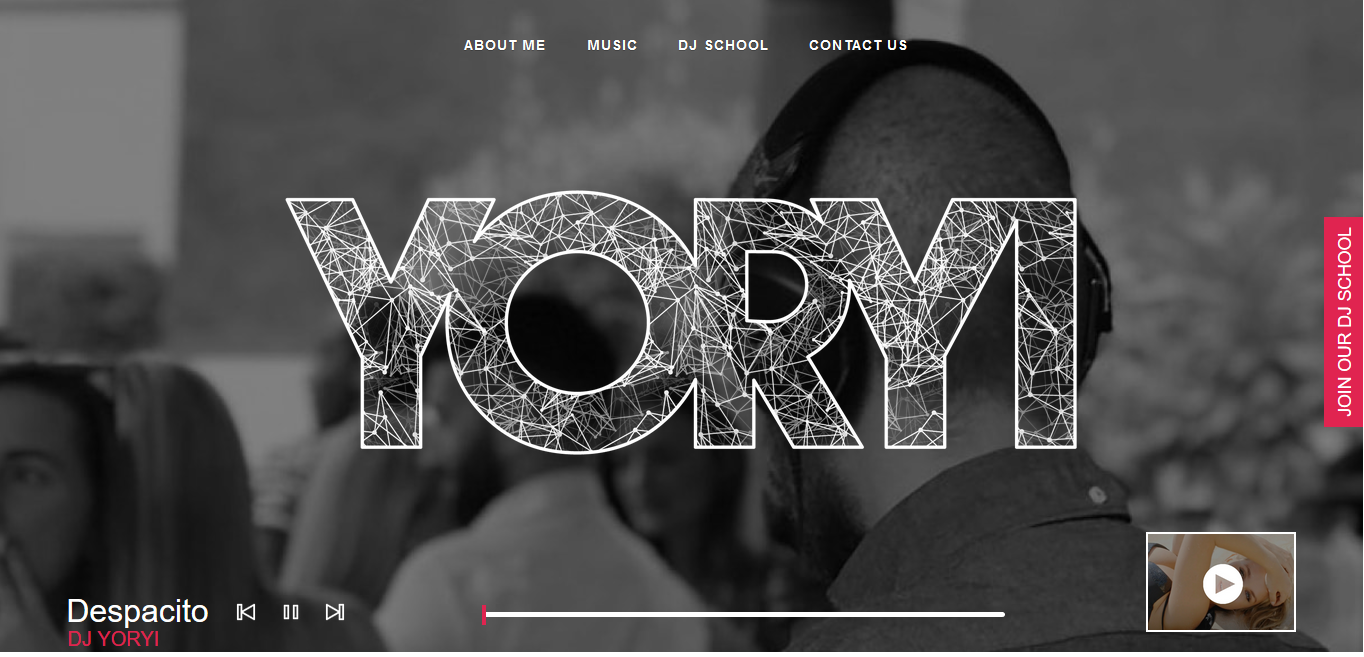 ABOUT ME MUSIC DJ SCHOOL CONTACT US
YORYI
JOIN OUR DJ SCHOOL
Despacito
DJ YORYI